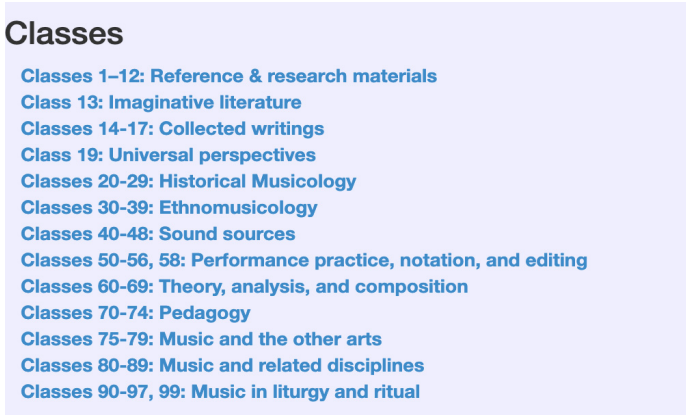 Classes
Classes 1–12: Reference & research materials
Class 13: Imaginative literature
Classes 14-17: Collected writings
Class 19: Universal perspectives
Classes 20-29: Historical Musicology
Classes 30-39: Ethnomusicology
Classes 40-48: Sound sources
Classes 50-56, 58: Performance practice, notation, and editing
Classes 60-69: Theory, analysis, and composition
Classes 70-74: Pedagogy
Classes 75-79: Music and the other arts
Classes 80-89: Music and related disciplines
Classes 90-97, 99: Music in liturgy and ritual